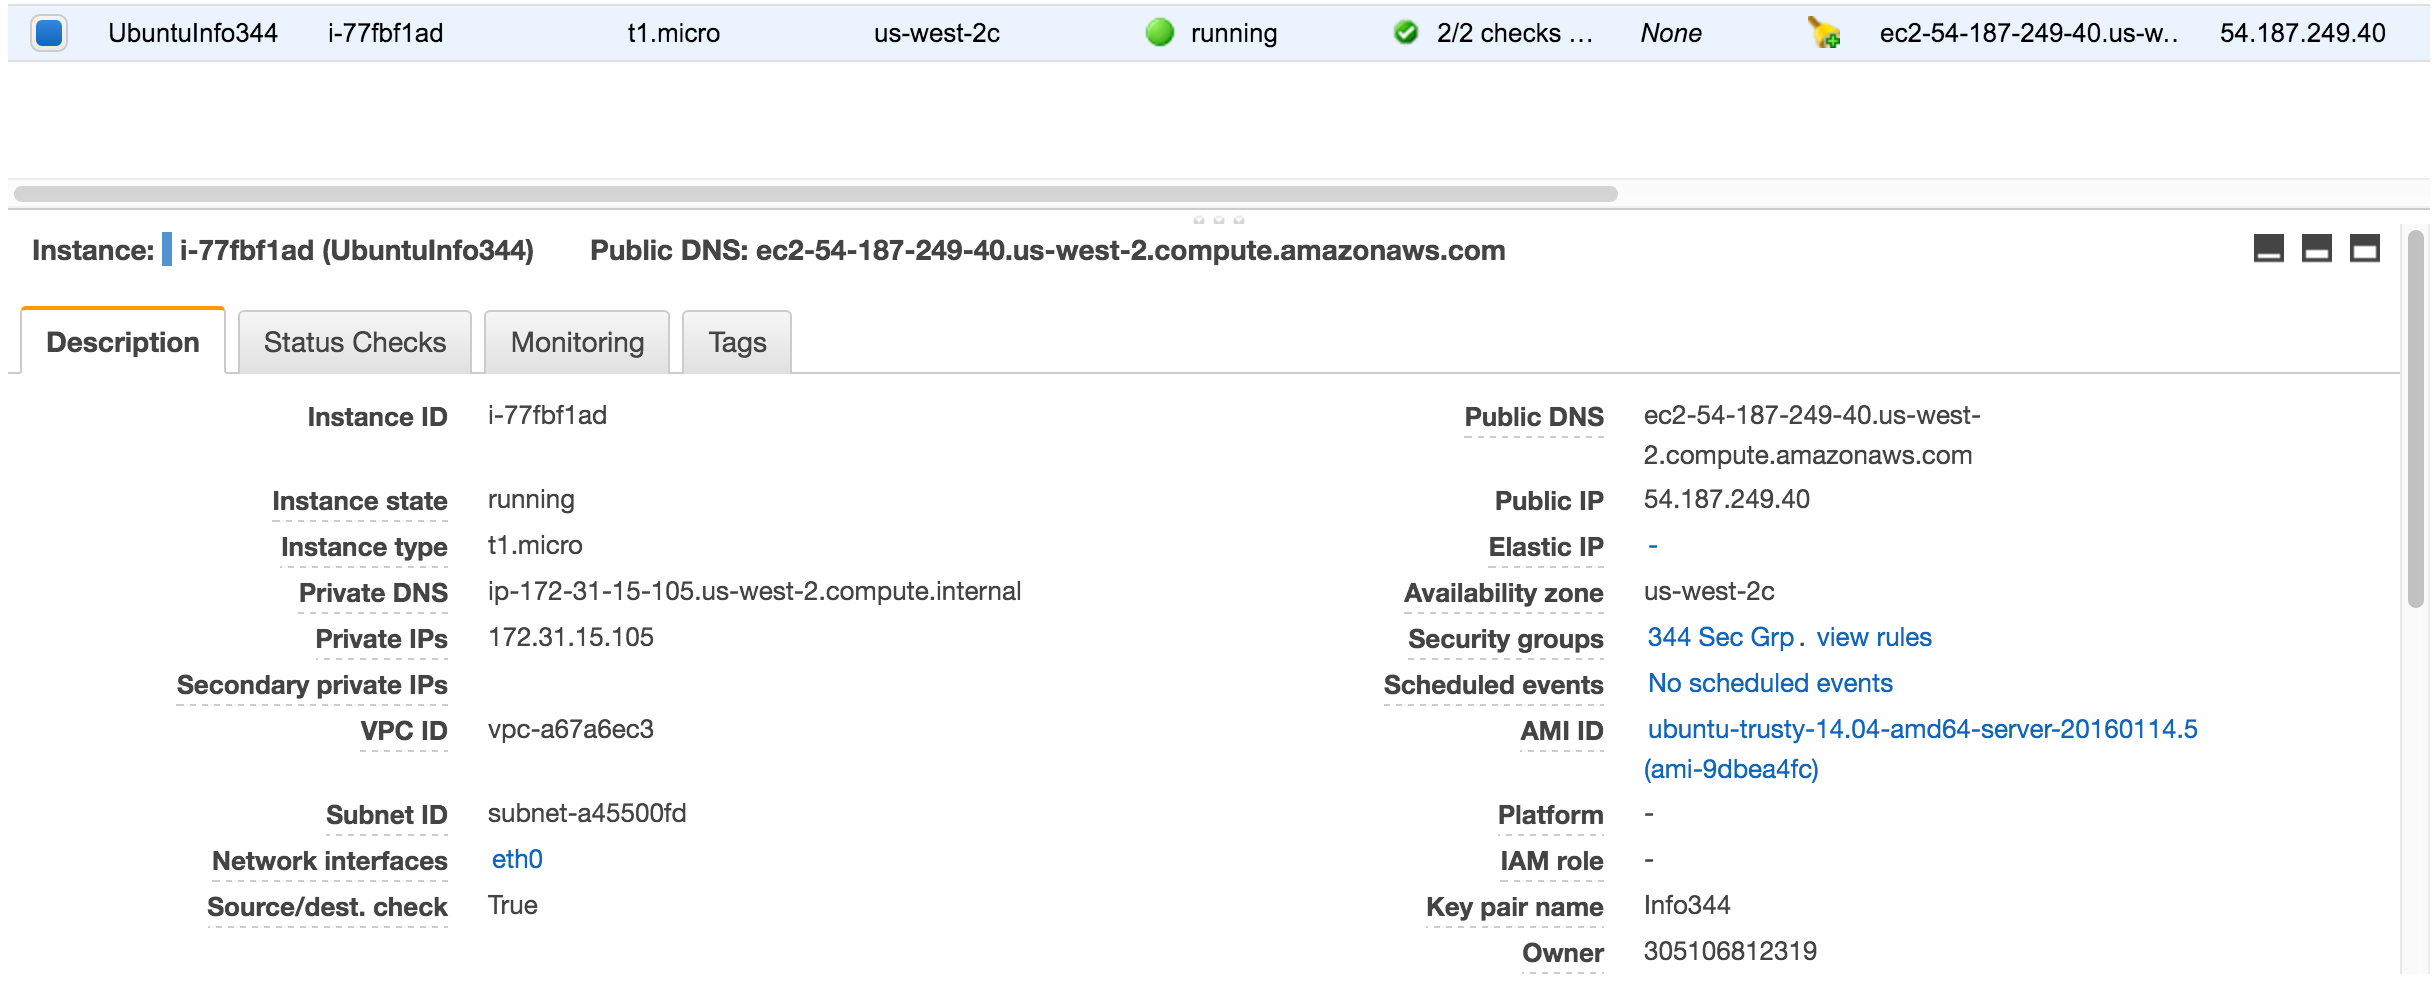 UbuntuInfo344 i-77fbf1ad t1.micro us-west-2c running 2/2 checks ... None ec2-54-187-249-40.us-w... 54.187.249.40
Instance: i-77fbf1ad (UbuntuInfo344) Public DNS: ec2-54-187-249-40.us-west-2.compute.amazonaws.com
Description Status Checks Monitoring Tags
Instance ID i-77fbf1ad
Instance state running
Instance type t1.micro
Private DNS ip-172-31-15-105.us-west-2.compute.internal
Private IPs 172.31.15.105
Secondary private IPs
VPC ID vpc-a67a6ec3
Subnet ID subnet-a45500fd
Network interfaces eth0
Source/dest. check True
Public DNS ec2-54-187-249-40.us-west-
2.compute.amazonaws.com
Public IP 54.187.249.40
Elastic IP -
Availability zone us-west-2c
Security groups 344 Sec Grp . view rules
Scheduled events No scheduled events
AMI ID ubuntu-trusty-14.04-amd64-server-20160114.5
(ami-9dbea4fc)
Platform -
IAM role -
Key pair name Info344
Owner 305106812319